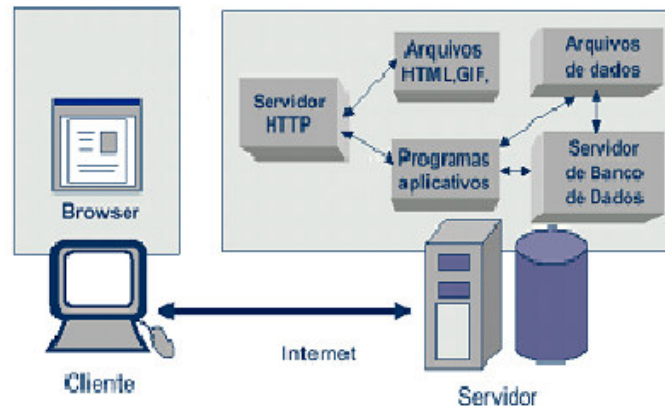 Browser
Cliente
Internet
Servidor
HTTP
Arquivos
HTML,GIF,
Programas
aplicativos
Arquivos
de dados
Servidor
de Banco
de Dados
Servidor